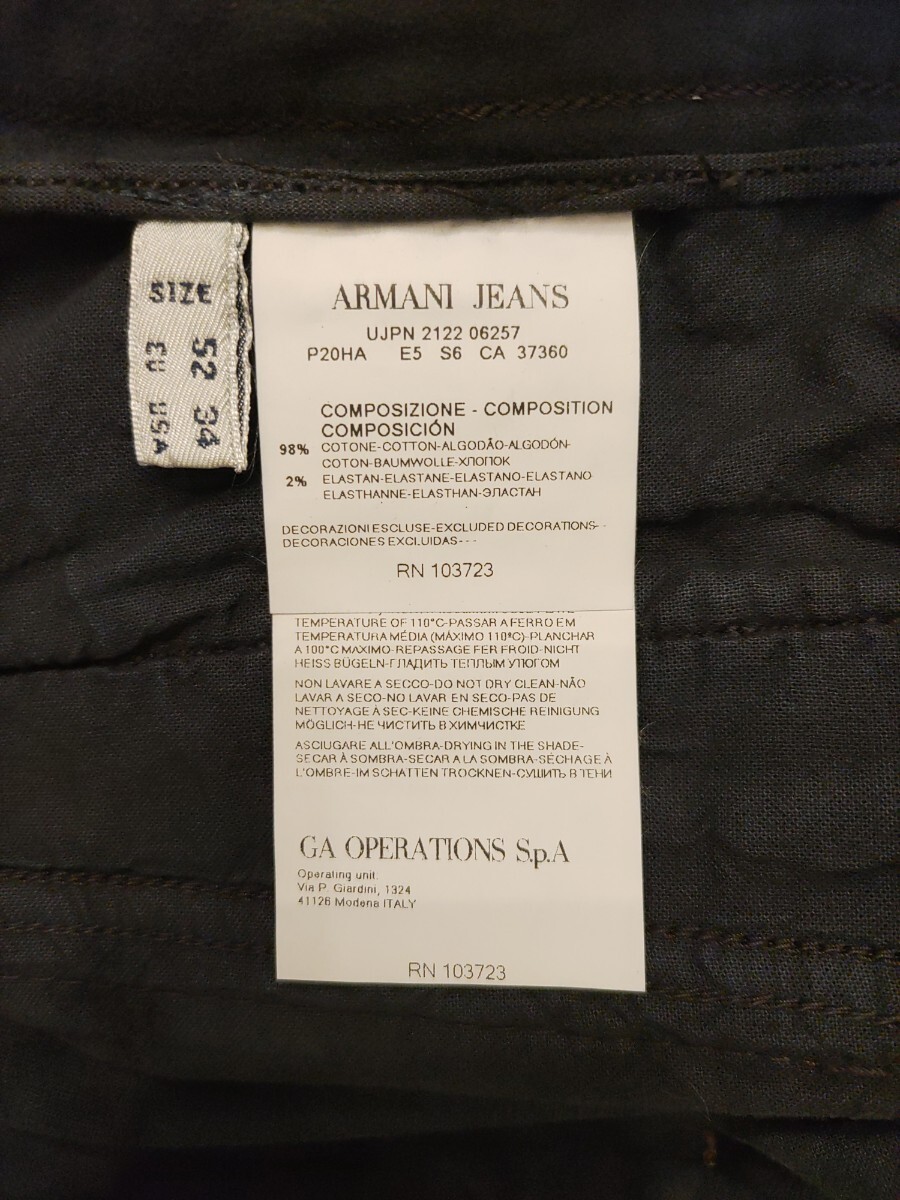 SIZE
52 34
EU USA
ARMANI JEANS
UJPN 2122 06257
P20HA E5 S6 CA 37360
COMPOSIZIONE - COMPOSITION
COMPOSICIÓN
98% COTONE-COTTON-ALGODÃO-ALGODÓN-
COTON-BAUMWOLLE-ХЛОПОК
2% ELASTAN-ELASTANE-ELASTANO-ELASTANO
ELASTHANNE-ELASTHAN-ЭЛАСТАН
DECORAZIONI ESCLUSE-EXCLUDED DECORATIONS--
DECORACIONES EXCLUIDAS---
RN 103723
TEMPERATURE OF 110°C-PASSAR A FERRO EM
TEMPERATURA MÉDIA (MÁXIMO 110°C)-PLANCHAR
A 100°C MAXIMO-REPASSAGE FER FROID-NICHT
HEISS BÜGELN-ГЛАДИТЬ ТЕПЛЫМ УТЮГОМ
NON LAVARE A SECCO-DO NOT DRY CLEAN-NÃO
LAVAR A SECO-NO LAVAR EN SECO-PAS DE
NETTOYAGE À SEC-KEINE CHEMISCHE REINIGUNG
MÖGLICH-НЕ ЧИСТИТЬ В ХИМЧИСТКЕ
ASCIUGARE ALL'OMBRA-DRYING IN THE SHADE-
SECAR À SOMBRA-SECAR A LA SOMBRA-SÉCHAGE À
L'OMBRE-IM SCHATTEN TROCKNEN-СУШИТЬ В ТЕНИ
GA OPERATIONS S.p.A
Operating unit:
Via P. Giardini, 1324
41126 Modena ITALY
RN 103723